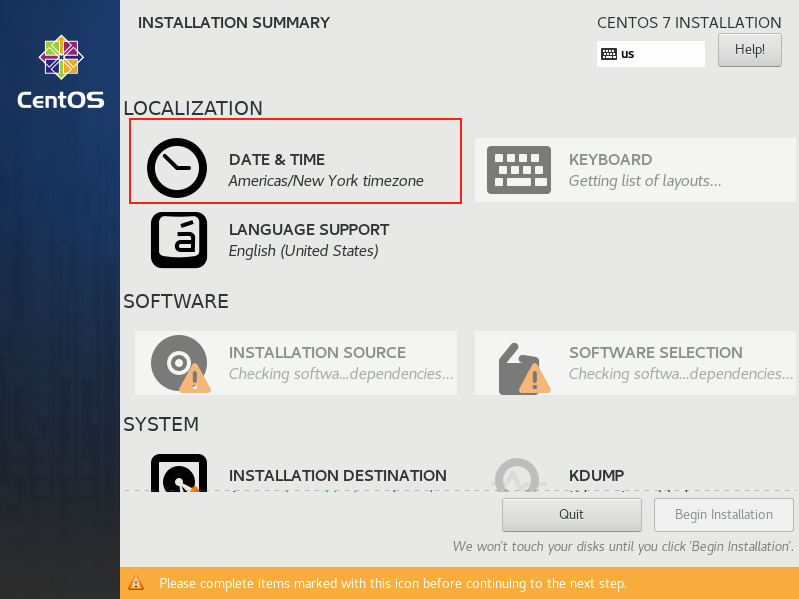 INSTALLATION SUMMARY
CENTOS 7 INSTALLATION
us
Help!
CentOS
LOCALIZATION
DATE & TIME
Americas/New York timezone
KEYBOARD
Getting list of layouts...
á
LANGUAGE SUPPORT
English (United States)
SOFTWARE
INSTALLATION SOURCE
Checking softwa...dependencies...
SOFTWARE SELECTION
Checking softwa...dependencies...
SYSTEM
INSTALLATION DESTINATION
KDUMP
Quit
Begin Installation
We won't touch your disks until you click 'Begin Installation'.
Please complete items marked with this icon before continuing to the next step.